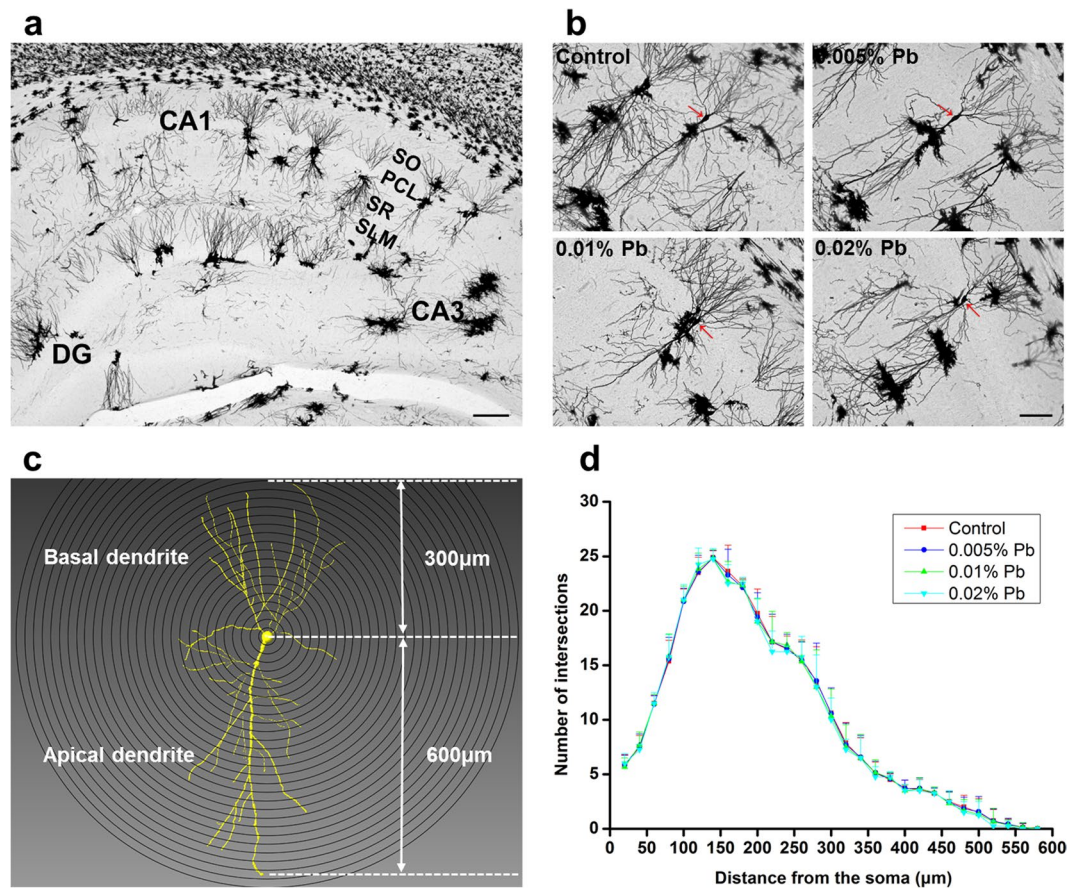 a
CA1
SO
PCL
SR
SLM
CA3
DG
b
Control
0.005% Pb
0.01% Pb
0.02% Pb
c
Basal dendrite
300μm
Apical dendrite
600μm
d
30
25
20
15
10
5
0
Number of intersections
Control
0.005% Pb
0.01% Pb
0.02% Pb
0 50 100 150 200 250 300 350 400 450 500 550 600
Distance from the soma (μm)